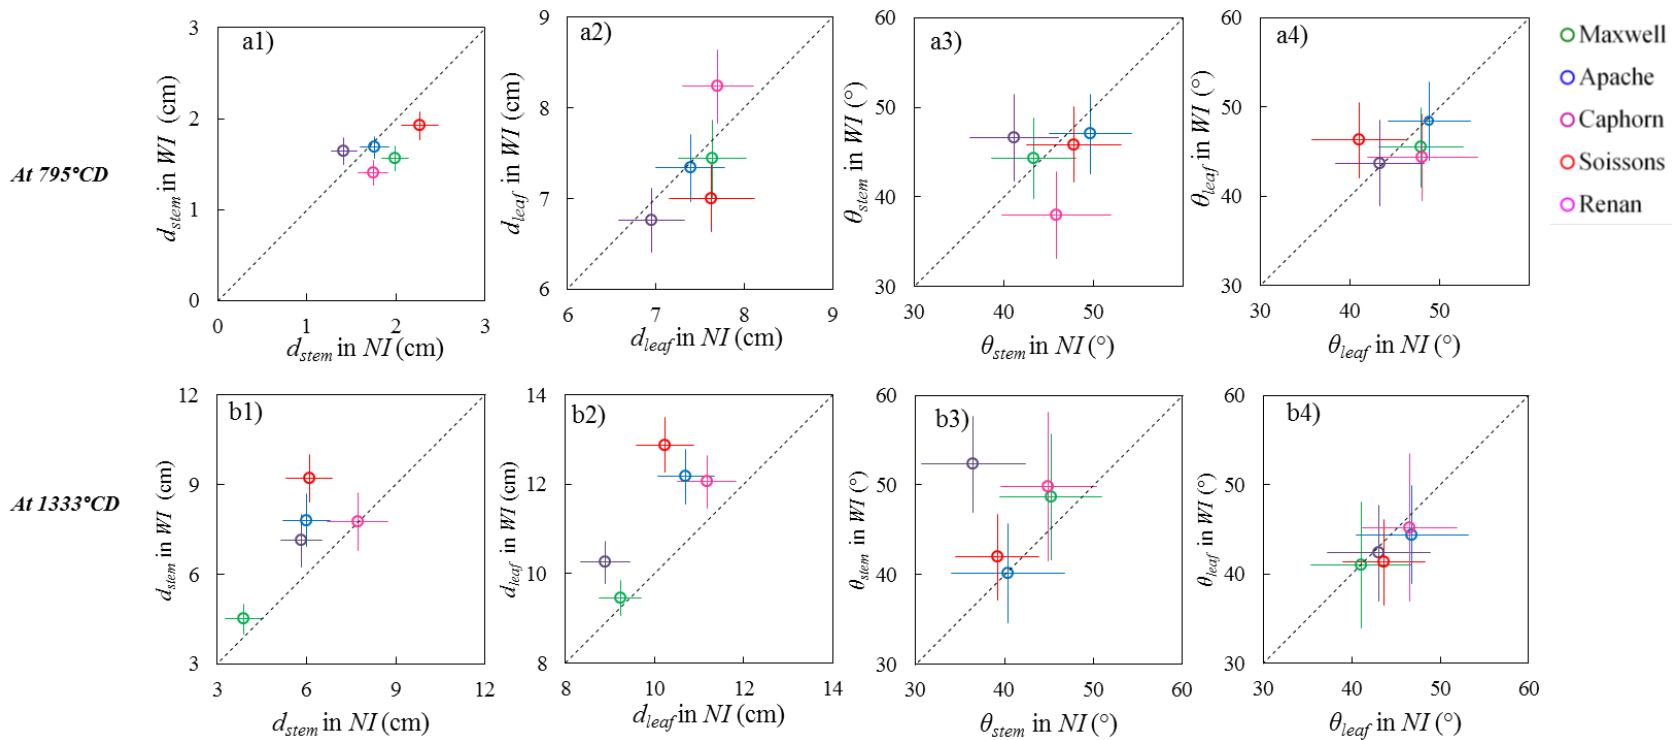 At 795°CD
a1)
3
2
1
0
0
1
2
3
d_stem in WI (cm)
d_stem in NI (cm)
a2)
9
8
7
6
6
7
8
9
d_leaf in WI (cm)
d_leaf in NI (cm)
a3)
60
50
40
30
30
40
50
60
θ_stem in WI (°)
θ_stem in NI (°)
a4)
60
50
40
30
30
40
50
60
θ_leaf in WI (°)
θ_leaf in NI (°)
Maxwell
Apache
Caphorn
Soissons
Renan
At 1333°CD
b1)
12
9
6
3
3
6
9
12
d_stem in WI (cm)
d_stem in NI (cm)
b2)
14
12
10
8
8
10
12
14
d_leaf in WI (cm)
d_leaf in NI (cm)
b3)
60
50
40
30
30
40
50
60
θ_stem in WI (°)
θ_stem in NI (°)
b4)
60
50
40
30
30
40
50
60
θ_leaf in WI (°)
θ_leaf in NI (°)